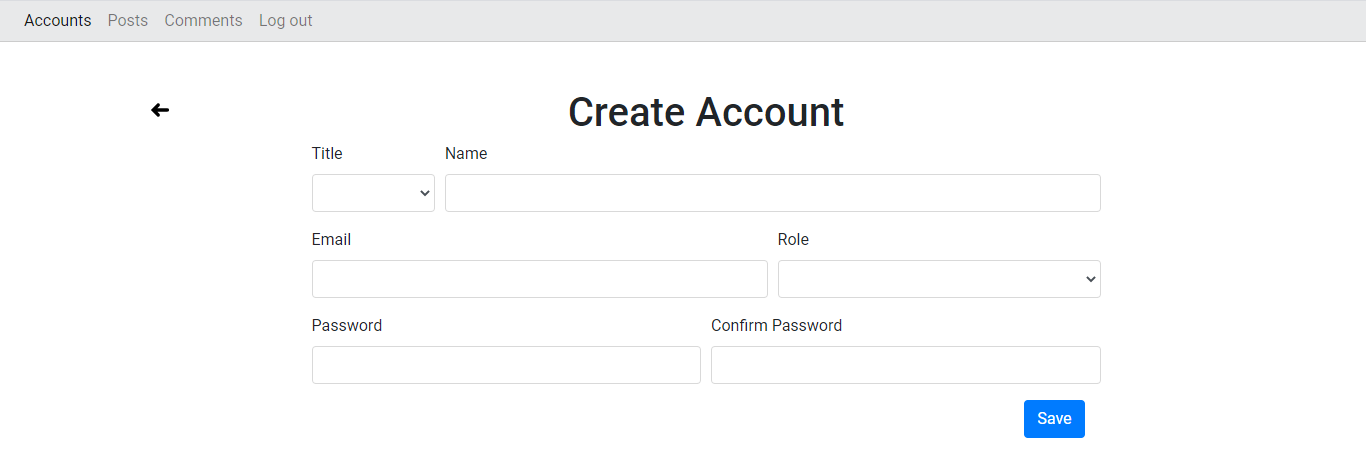 Accounts Posts Comments Log out
Create Account
Title Name
Email Role
Password Confirm Password
Save